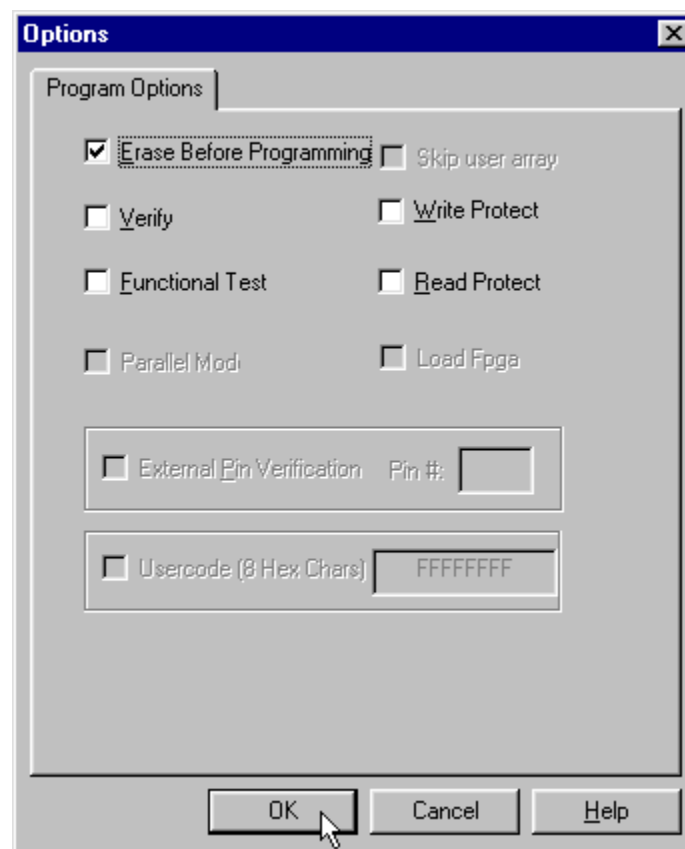 Options
Program Options
Erase Before Programming
Skip user array
Verify
Write Protect
Functional Test
Read Protect
Parallel Mod
Load Fpga
External Pin Verification Pin #:
Usercode (8 Hex Chars) FFFFFFFF
OK Cancel Help